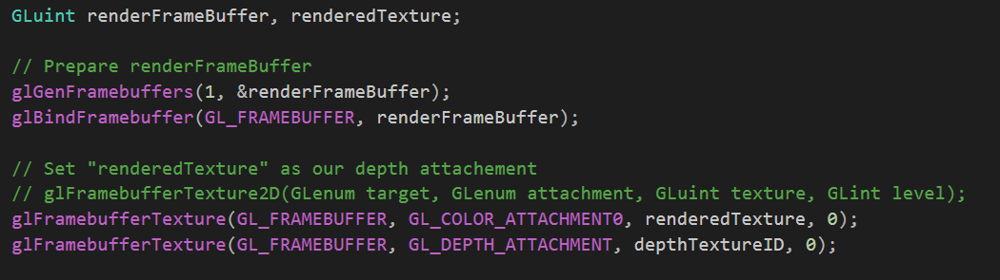 GLuint renderFrameBuffer, renderedTexture;
// Prepare renderFrameBuffer
glGenFramebuffers(1, &renderFrameBuffer);
glBindFramebuffer(GL_FRAMEBUFFER, renderFrameBuffer);
// Set "renderedTexture" as our depth attachement
// glFramebufferTexture2D(GLenum target, GLenum attachment, GLuint texture, GLint level);
glFramebufferTexture(GL_FRAMEBUFFER, GL_COLOR_ATTACHMENT0, renderedTexture, 0);
glFramebufferTexture(GL_FRAMEBUFFER, GL_DEPTH_ATTACHMENT, depthTextureID, 0);